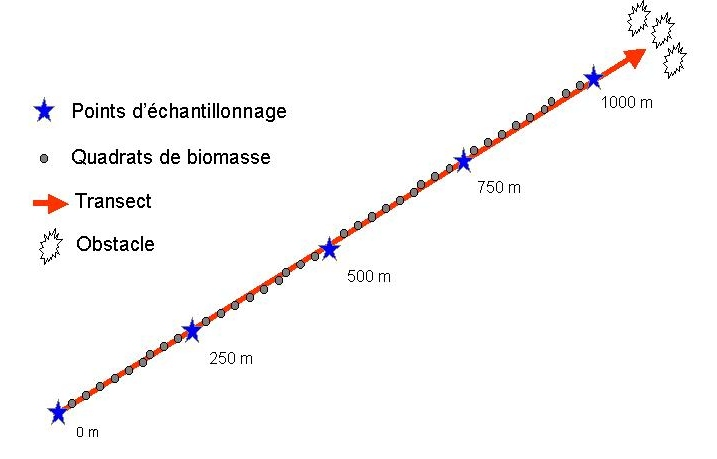 Points d'échantillonnage
Quadrats de biomasse
Transect
Obstacle
1000 m
750 m
500 m
250 m
0 m